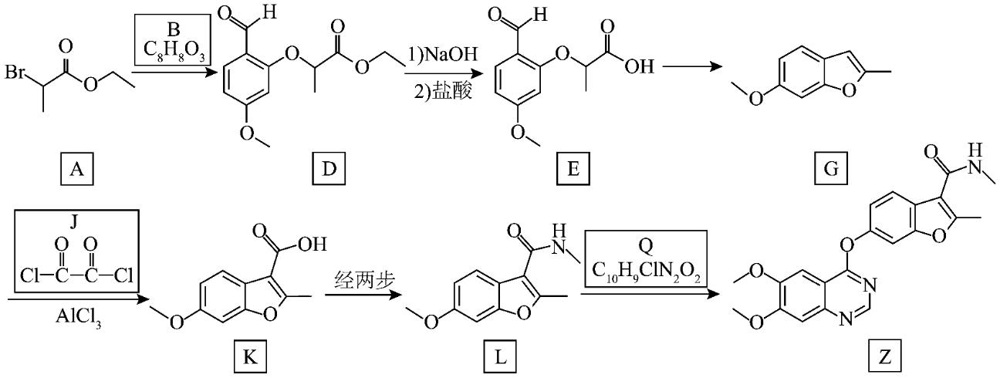 B
C₈H₈O₃
Br
O
O
A
O
H
O
O
O
O
D
1)NaOH
2)盐酸
O
H
O
O
OH
O
E
O
O
G
J
O O
Cl—C—C—Cl
AlCl₃
O
OH
O
O
K
经两步
O
H
N
O
O
L
Q
C₁₀H₉ClN₂O₂
O
H
N
O
O
O
O
N
N
Z